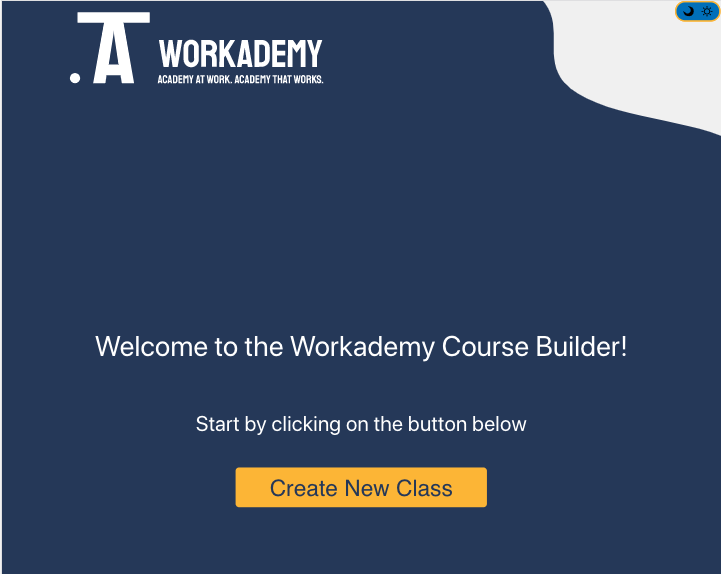 .A
WORKADEMY
ACADEMY AT WORK. ACADEMY THAT WORKS.
Welcome to the Workademy Course Builder!
Start by clicking on the button below
Create New Class